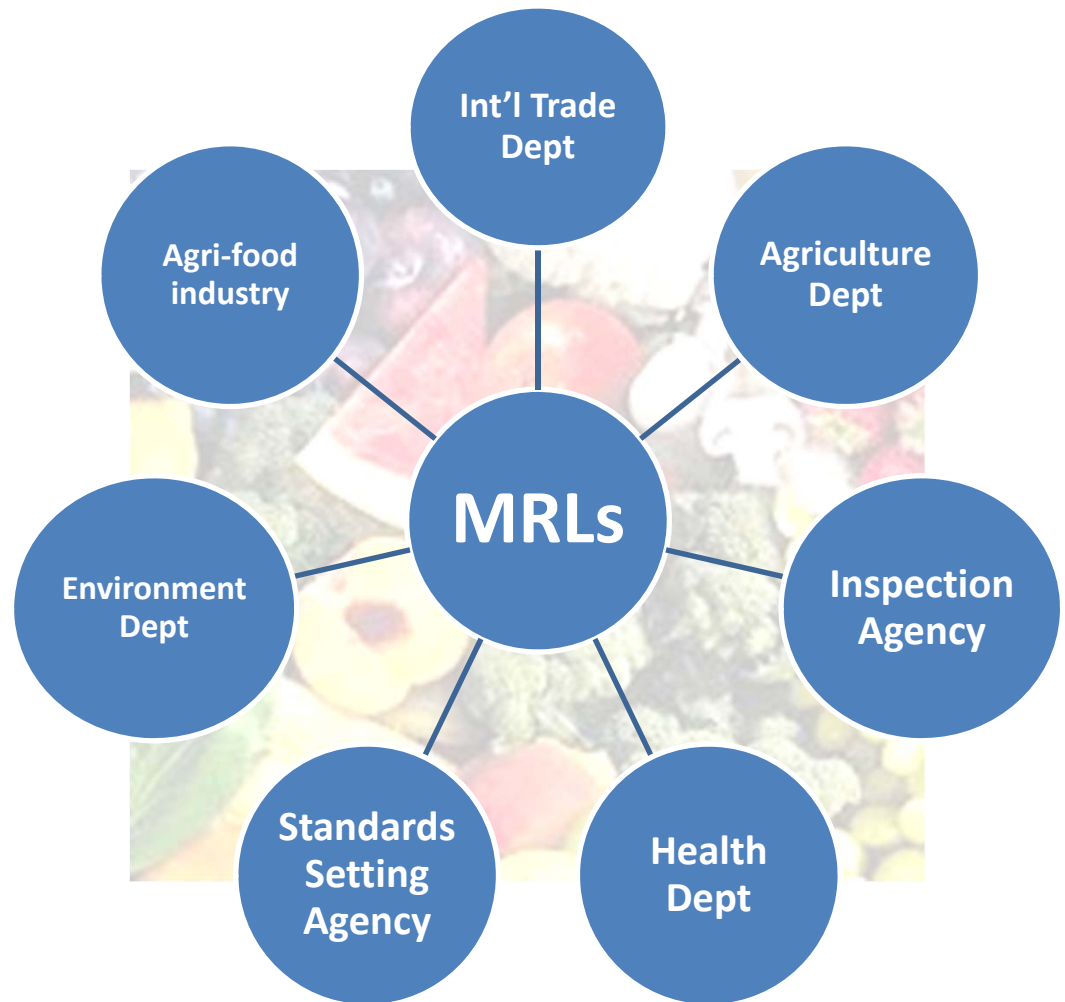 Int’l Trade
Dept
Agri-food
industry
Agriculture
Dept
MRLs
Environment
Dept
Inspection
Agency
Standards
Setting
Agency
Health
Dept